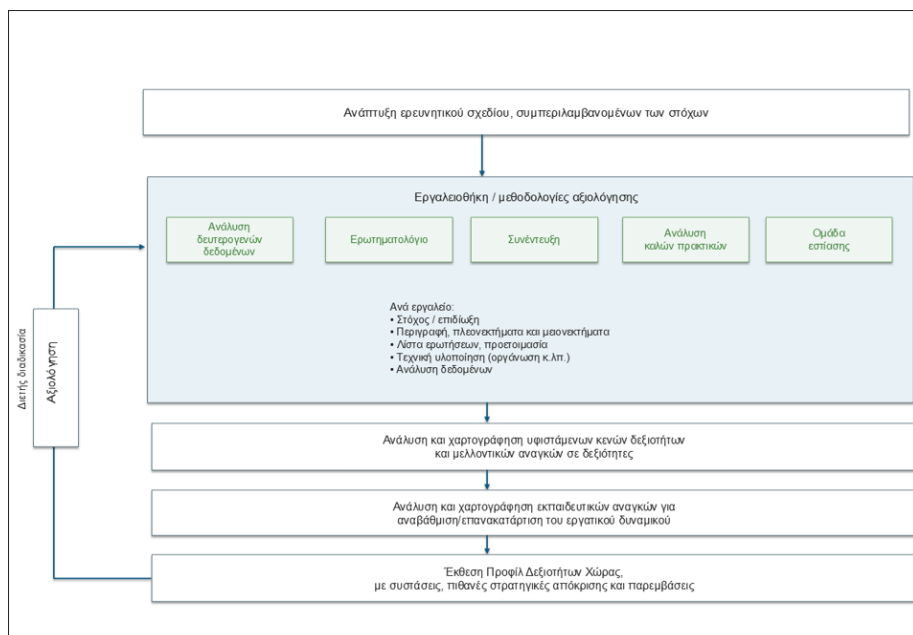 Ανάπτυξη ερευνητικού σχεδίου, συμπεριλαμβανομένων των στόχων
Εργαλειοθήκη / μεθοδολογίες αξιολόγησης
Ανάλυση
δευτερογενών
δεδομένων
Ερωτηματολόγιο
Συνέντευξη
Ανάλυση
καλών πρακτικών
Ομάδα
εστίασης
Ανά εργαλείο:
• Στόχος / επιδίωξη
• Περιγραφή, πλεονεκτήματα και μειονεκτήματα
• Λίστα ερωτήσεων, προετοιμασία
• Τεχνική υλοποίηση (οργάνωση κ.λπ.)
• Ανάλυση δεδομένων
Διετής διαδικασία
Αξιολόγηση
Ανάλυση και χαρτογράφηση υφιστάμενων κενών δεξιοτήτων
και μελλοντικών αναγκών σε δεξιότητες
Ανάλυση και χαρτογράφηση εκπαιδευτικών αναγκών για
αναβάθμιση/επανακατάρτιση του εργατικού δυναμικού
Έκθεση Προφίλ Δεξιοτήτων Χώρας,
με συστάσεις, πιθανές στρατηγικές απόκρισης και παρεμβάσεις